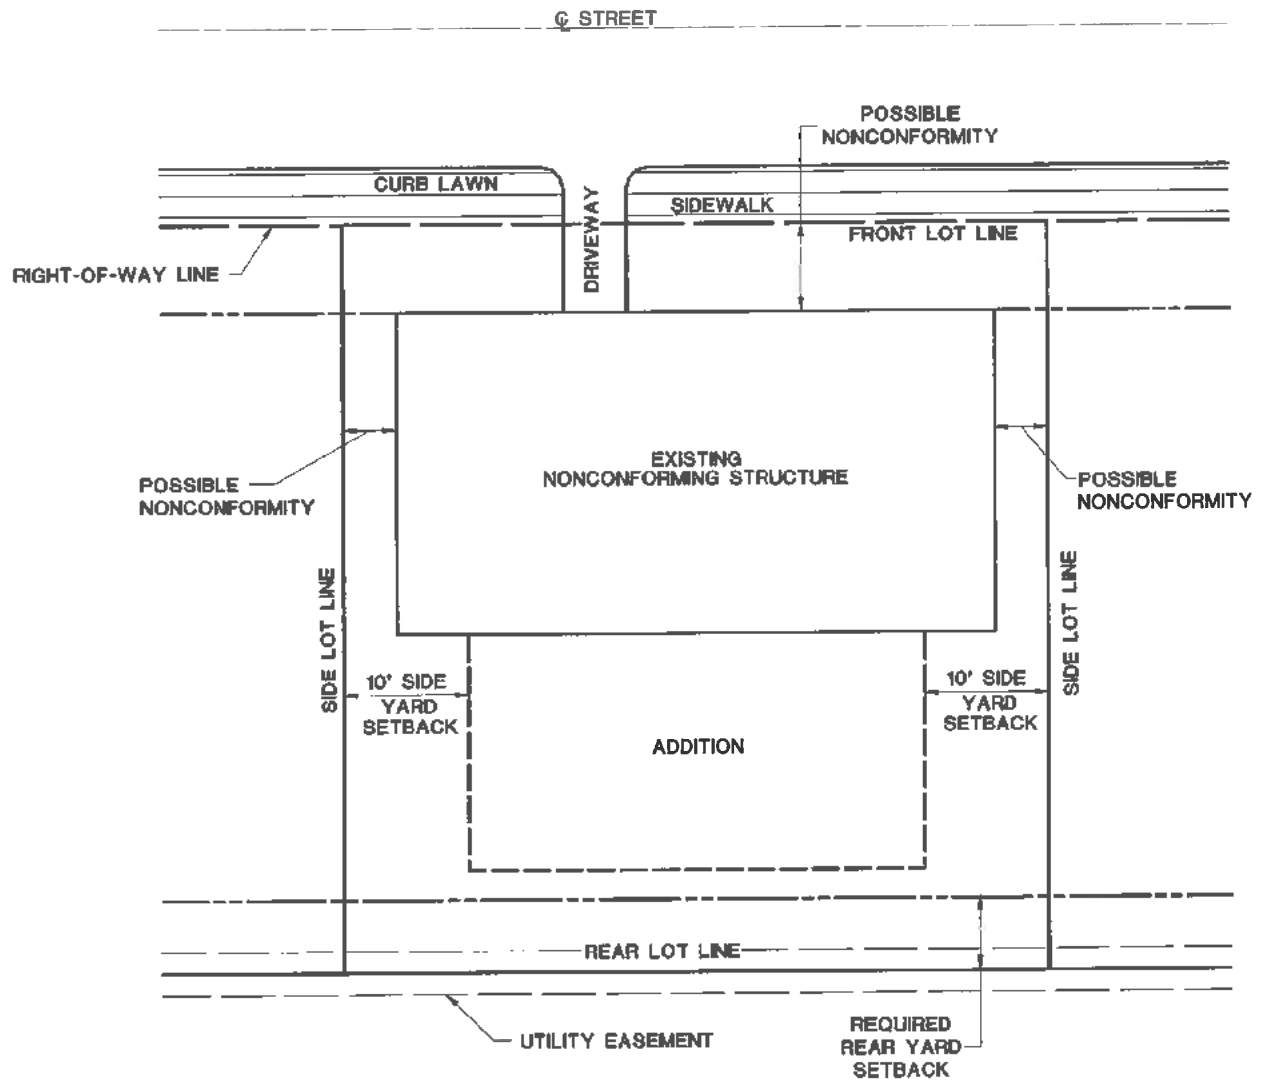 ℄ STREET
POSSIBLE
NONCONFORMITY
CURB LAWN
SIDEWALK
DRIVEWAY
FRONT LOT LINE
RIGHT-OF-WAY LINE
EXISTING
NONCONFORMING STRUCTURE
POSSIBLE
NONCONFORMITY
POSSIBLE
NONCONFORMITY
SIDE LOT LINE
SIDE LOT LINE
10' SIDE
YARD
SETBACK
10' SIDE
YARD
SETBACK
ADDITION
REAR LOT LINE
UTILITY EASEMENT
REQUIRED
REAR YARD
SETBACK